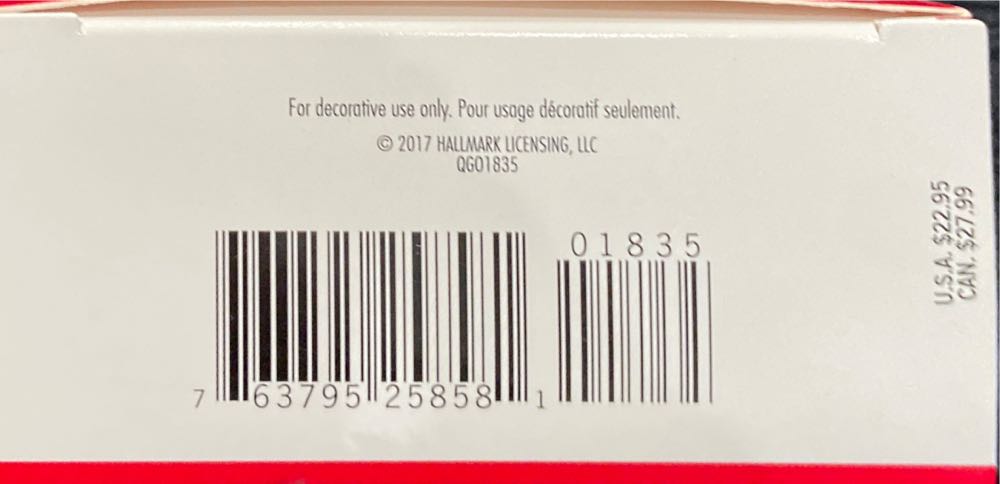 For decorative use only. Pour usage décoratif seulement.
© 2017 HALLMARK LICENSING, LLC
QGO1835
01835
7 63795 25858 1
U.S.A. $22.95
CAN. $27.99